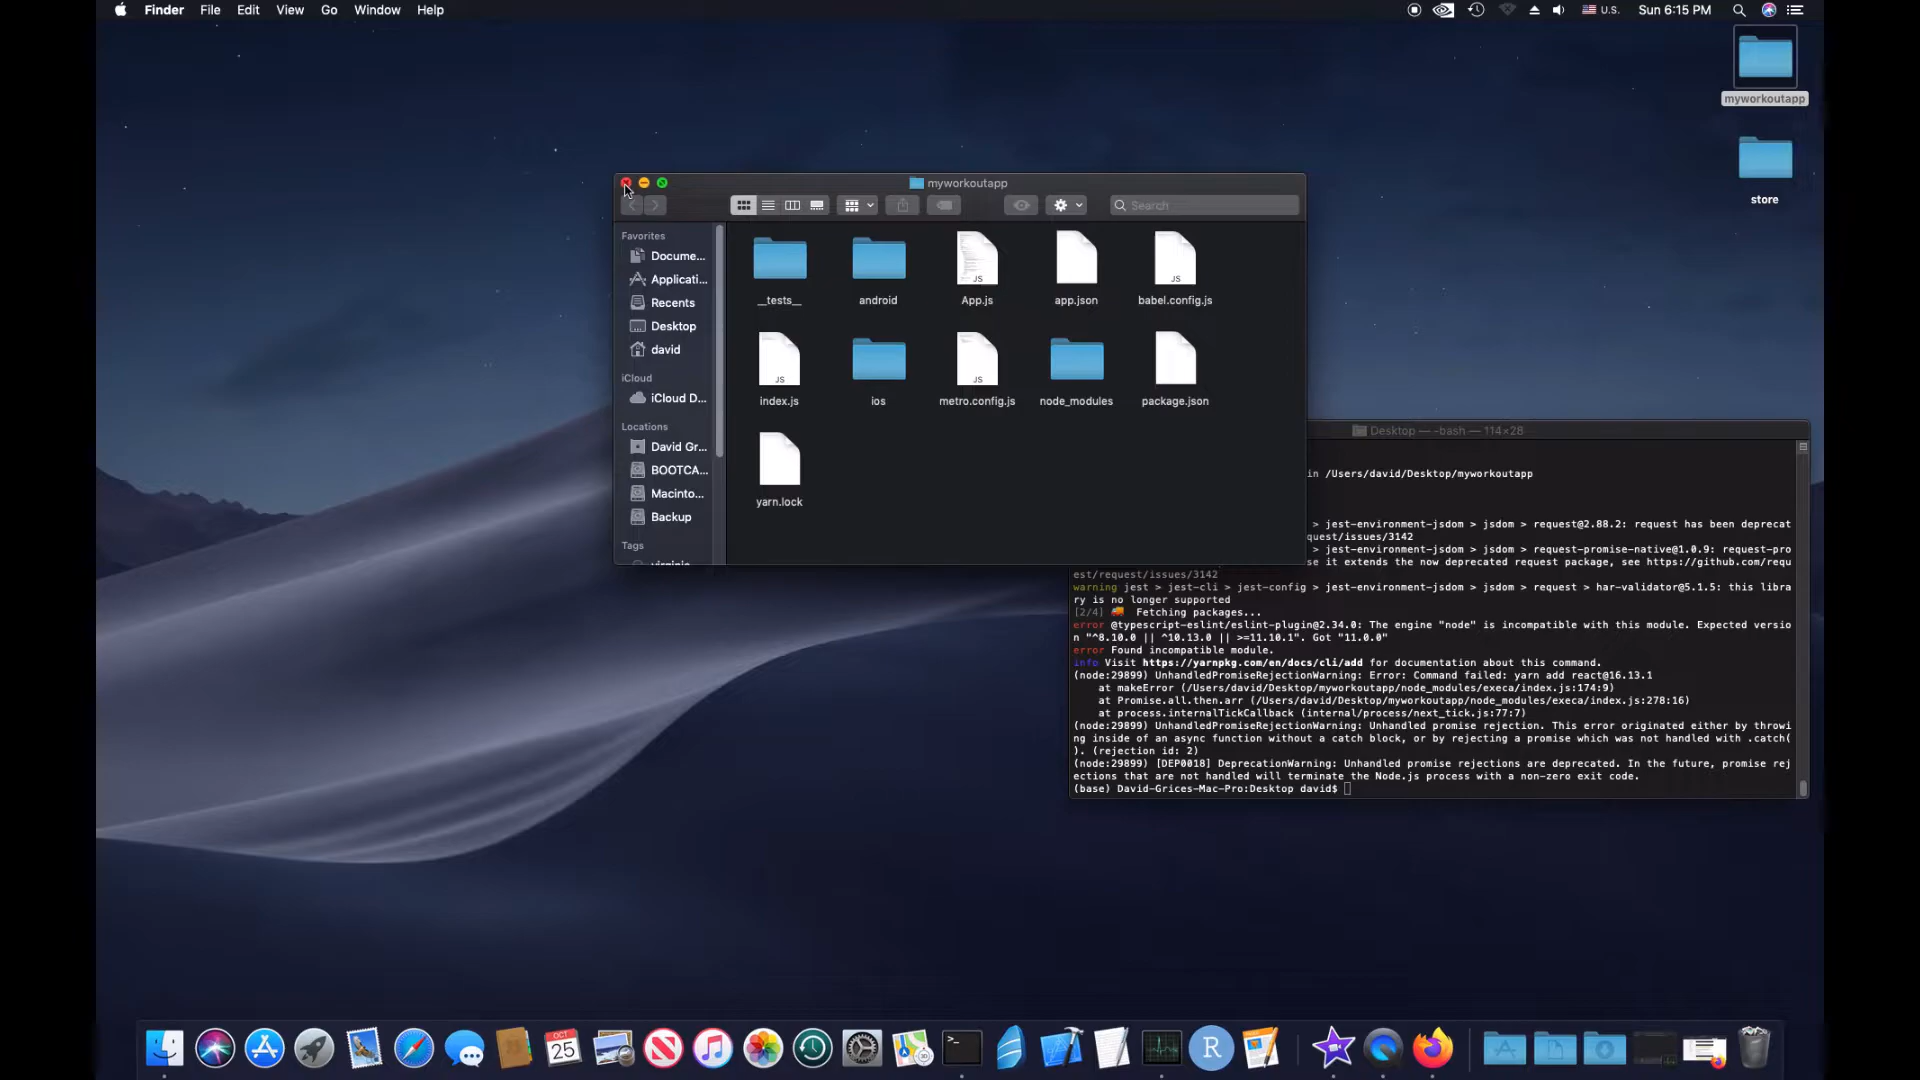 Finder File Edit View Go Window Help
U.S. Sun 6:15 PM
myworkoutapp
store
myworkoutapp
Search
Favorites
Docume...
Applicati...
Recents
Desktop
david
iCloud
iCloud D...
Locations
David Gr...
BOOTCA...
Macinto...
Backup
Tags
__tests__ android App.js app.json babel.config.js
index.js ios metro.config.js node_modules package.json
yarn.lock
JS
JS
JS
JS
Desktop — -bash — 114×28
in /Users/david/Desktop/myworkoutapp
> jest-environment-jsdom > jsdom > request@2.88.2: request has been deprecat
quest/issues/3142
> jest-environment-jsdom > jsdom > request-promise-native@1.0.9: request-pro
se it extends the now deprecated request package, see https://github.com/requ
est/request/issues/3142
warning jest > jest-cli > jest-config > jest-environment-jsdom > jsdom > request > har-validator@5.1.5: this libra
ry is no longer supported
[2/4] 🚚 Fetching packages...
error @typescript-eslint/eslint-plugin@2.34.0: The engine "node" is incompatible with this module. Expected versio
n "^8.10.0 || ^10.13.0 || >=11.10.1". Got "11.0.0"
error Found incompatible module.
info Visit https://yarnpkg.com/en/docs/cli/add for documentation about this command.
(node:29899) UnhandledPromiseRejectionWarning: Error: Command failed: yarn add react@16.13.1
at makeError (/Users/david/Desktop/myworkoutapp/node_modules/execa/index.js:174:9)
at Promise.all.then.arr (/Users/david/Desktop/myworkoutapp/node_modules/execa/index.js:278:16)
at process.internalTickCallback (internal/process/next_tick.js:77:7)
(node:29899) UnhandledPromiseRejectionWarning: Unhandled promise rejection. This error originated either by throwi
ng inside of an async function without a catch block, or by rejecting a promise which was not handled with .catch(
). (rejection id: 2)
(node:29899) [DEP0018] DeprecationWarning: Unhandled promise rejections are deprecated. In the future, promise rej
ections that are not handled will terminate the Node.js process with a non-zero exit code.
(base) David-Grices-Mac-Pro:Desktop david$
OCT
25
>_
R